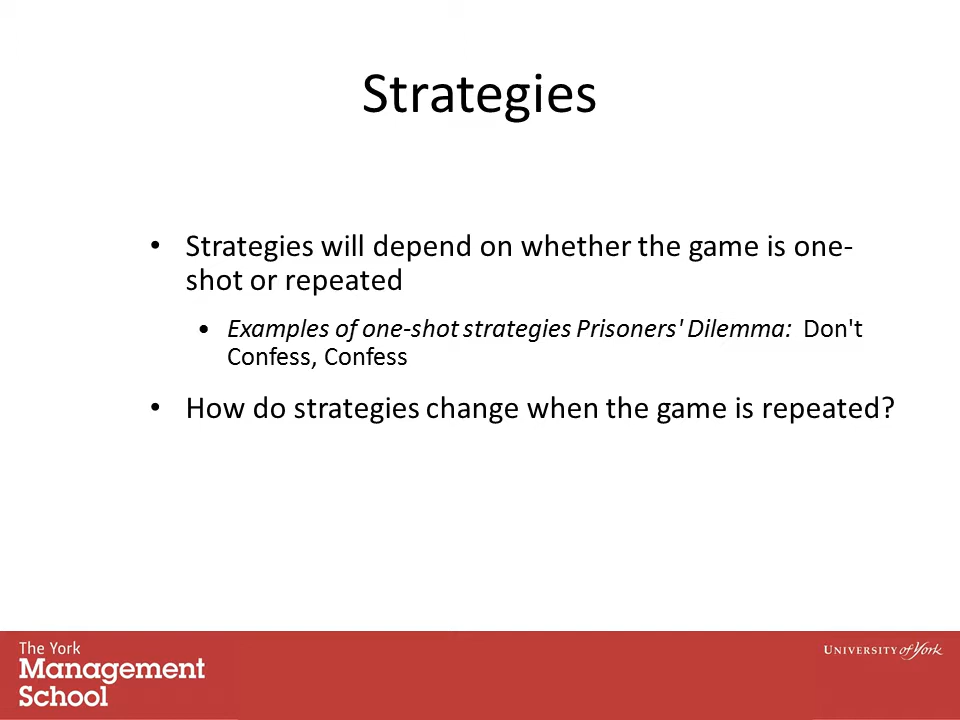 Strategies
• Strategies will depend on whether the game is one-
shot or repeated
• Examples of one-shot strategies Prisoners' Dilemma: Don't
Confess, Confess
• How do strategies change when the game is repeated?
The York
Management
School
UNIVERSITY of York